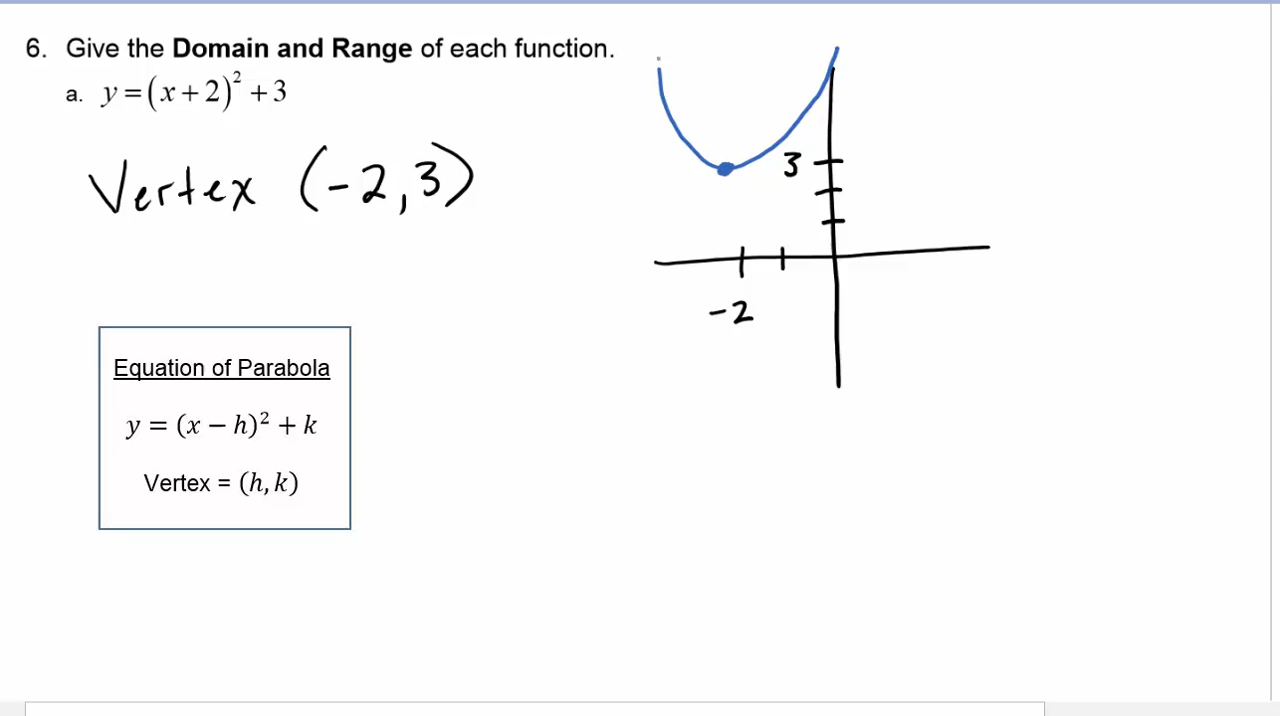 6. Give the Domain and Range of each function.
a. y = (x + 2)² + 3
Vertex (-2, 3)
3
-2
Equation of Parabola
y = (x − h)² + k
Vertex = (h, k)